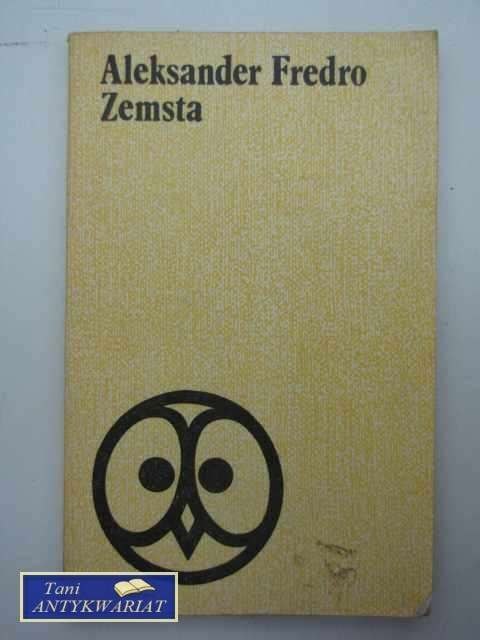 Aleksander Fredro
Zemsta
Tani
ANTYKWARIAT